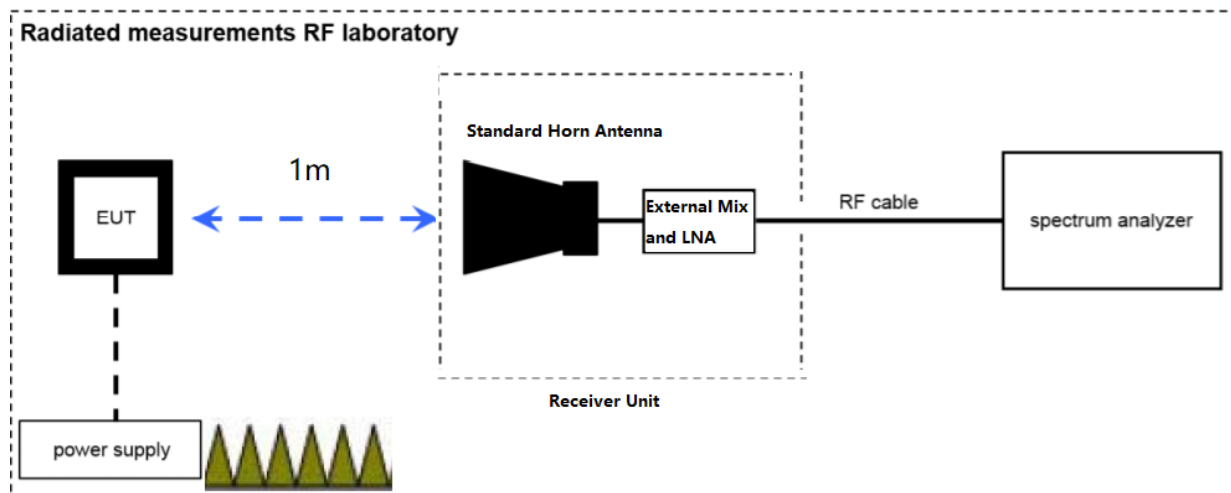 Radiated measurements RF laboratory
Standard Horn Antenna
1m
EUT
External Mix
and LNA
RF cable
spectrum analyzer
Receiver Unit
power supply